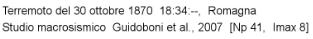 Terremoto del 30 ottobre 1870 18:34:--, Romagna
Studio macrosismico Guidoboni et al., 2007 [Np 41, Imax 8]